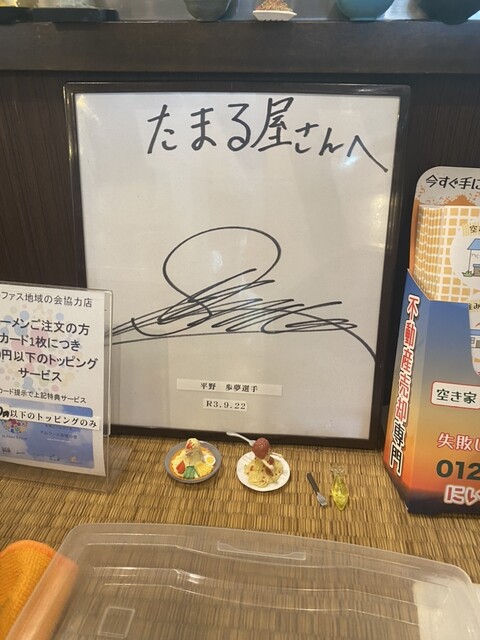 たまる屋さんへ
平野 歩夢選手
R3.9.22
ファス地域の会協力店
ーメンご注文の方
カード1枚につき
円以下のトッピング
サービス
カード提示で上記特典サービス
円以下のトッピングのみ
今すぐ手に
不動産売却専門
空き家
失敗し
012
にい